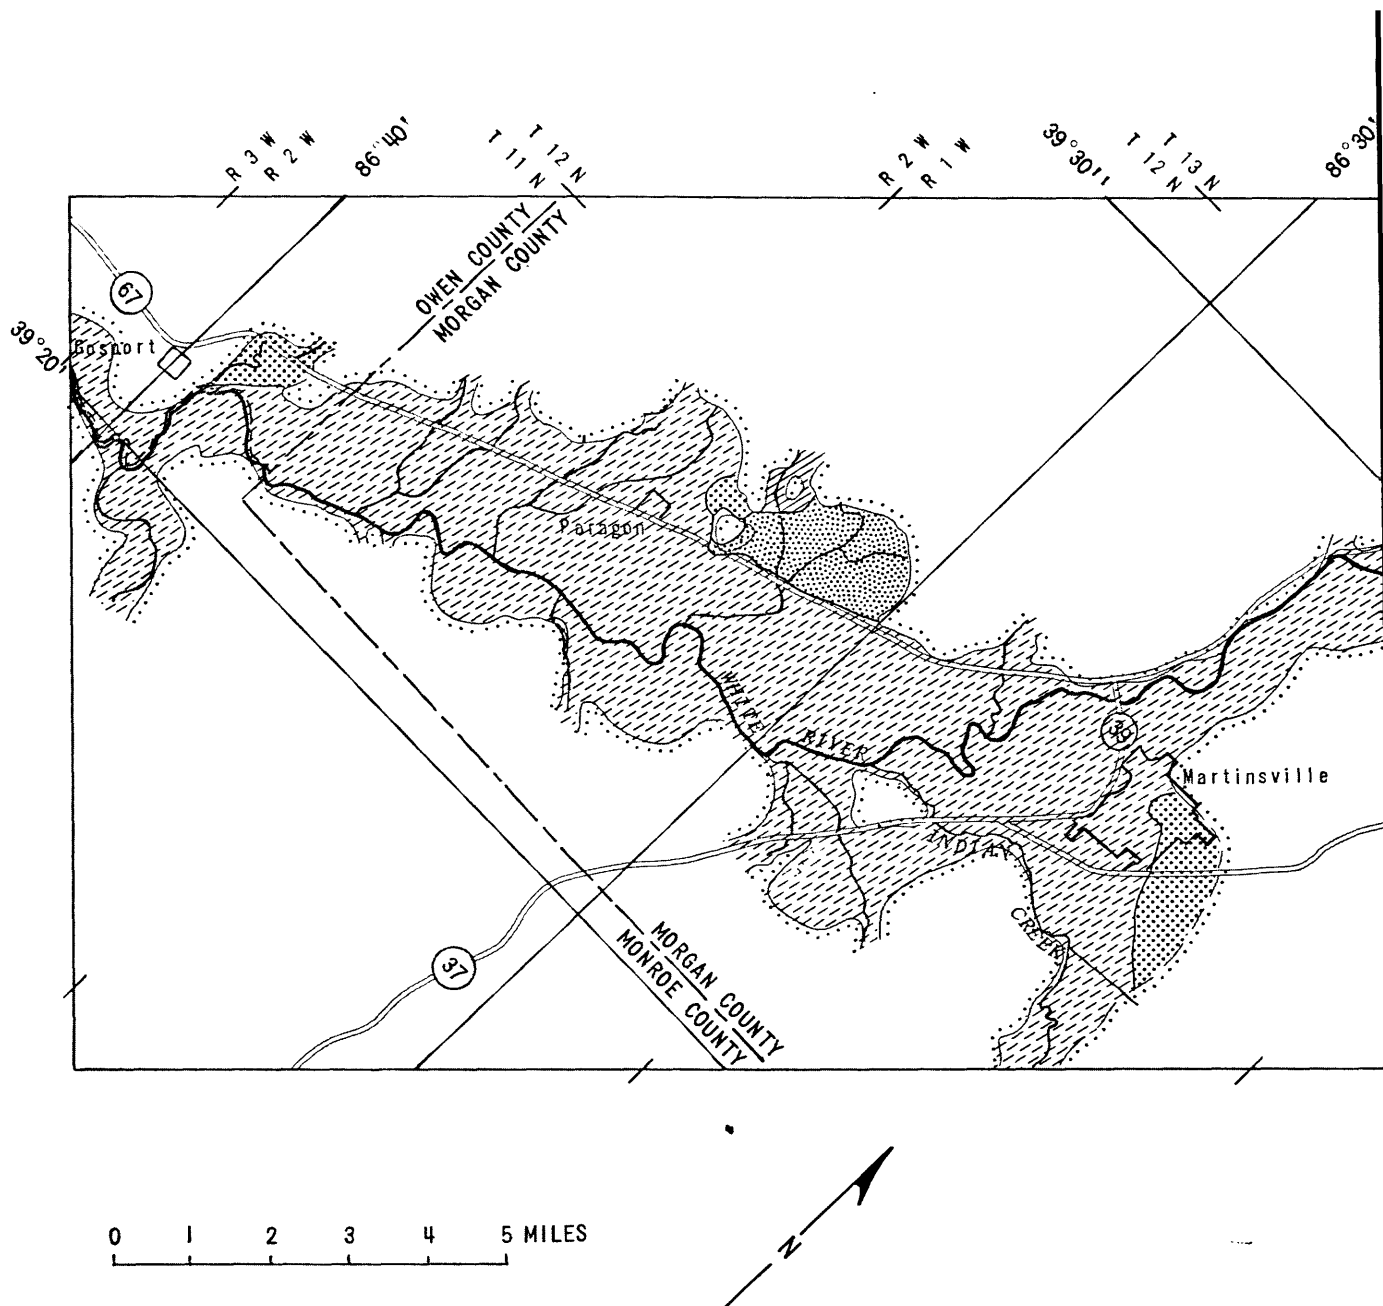 R 3 W
R 2 W
86°40'
T 12 N
T 11 N
R 2 W
R 1 W
39°30'
T 13 N
T 12 N
86°30'
OWEN COUNTY
MORGAN COUNTY
67
39°20'
Gosport
Paragon
WHITE
RIVER
39
Martinsville
INDIAN
CREEK
37
MORGAN COUNTY
MONROE COUNTY
0 1 2 3 4 5 MILES
N